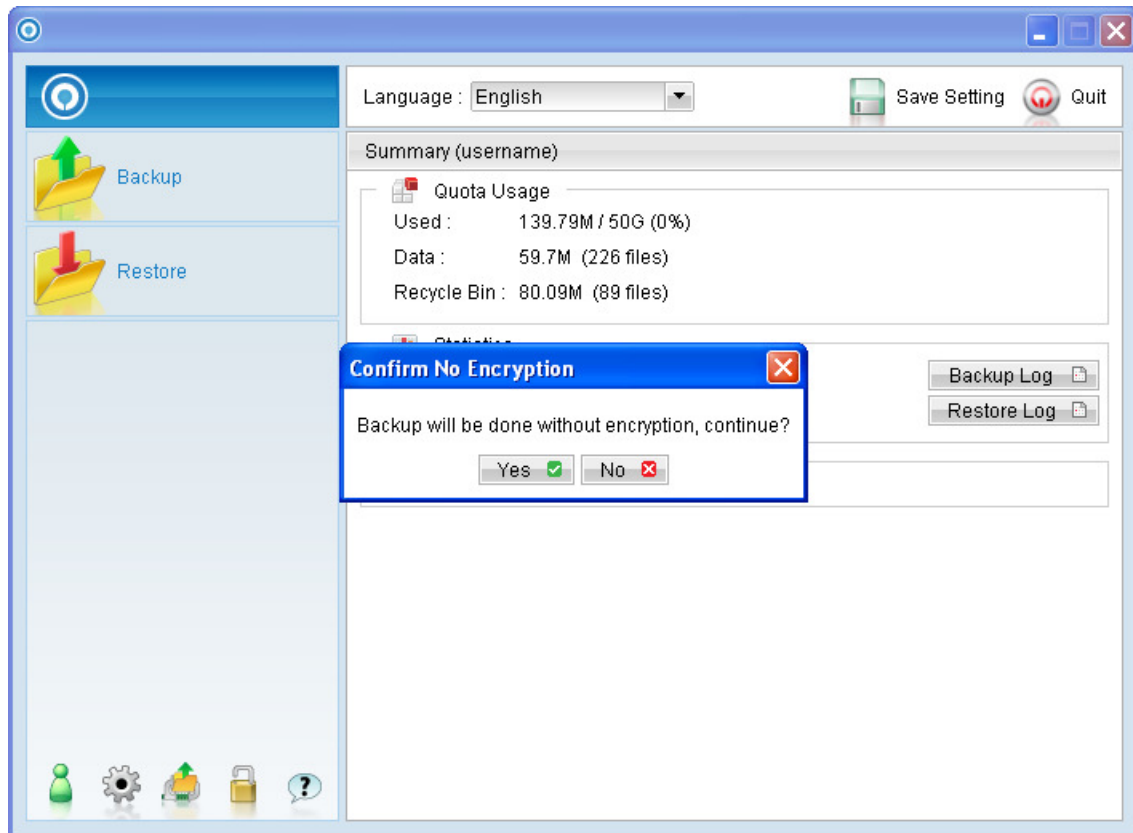 Language : English
Save Setting
Quit
Backup
Restore
Summary (username)
Quota Usage
Used : 139.79M / 50G (0%)
Data : 59.7M (226 files)
Recycle Bin : 80.09M (89 files)
Statistics
Backup Log
Restore Log
Confirm No Encryption
Backup will be done without encryption, continue?
Yes
No
?